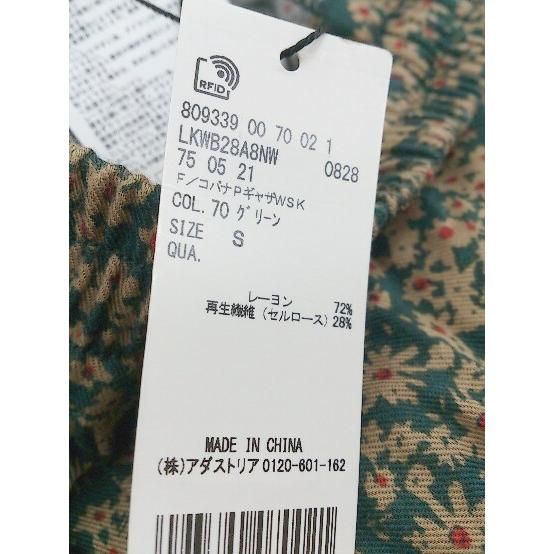 RFID
809339 00 70 02 1
LKWB28A8NW
75 05 21 0828
F/コバナPギャザWSK
COL. 70 グリーン
SIZE S
QUA.
レーヨン 72%
再生繊維 (セルロース) 28%
MADE IN CHINA
(株)アダストリア 0120-601-162